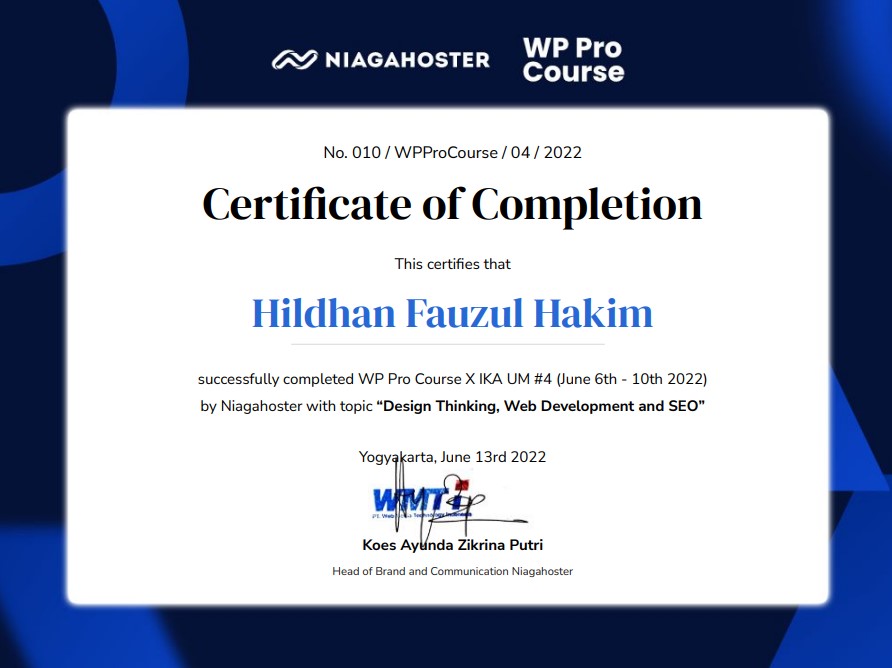 NIAGAHOSTER
WP Pro
Course
No. 010 / WPProCourse / 04 / 2022
Certificate of Completion
This certifies that
Hildhan Fauzul Hakim
successfully completed WP Pro Course X IKA UM #4 (June 6th - 10th 2022)
by Niagahoster with topic “Design Thinking, Web Development and SEO”
Yogyakarta, June 13rd 2022
WMTi
PT. Web Technology
Koes Ayunda Zikrina Putri
Head of Brand and Communication Niagahoster